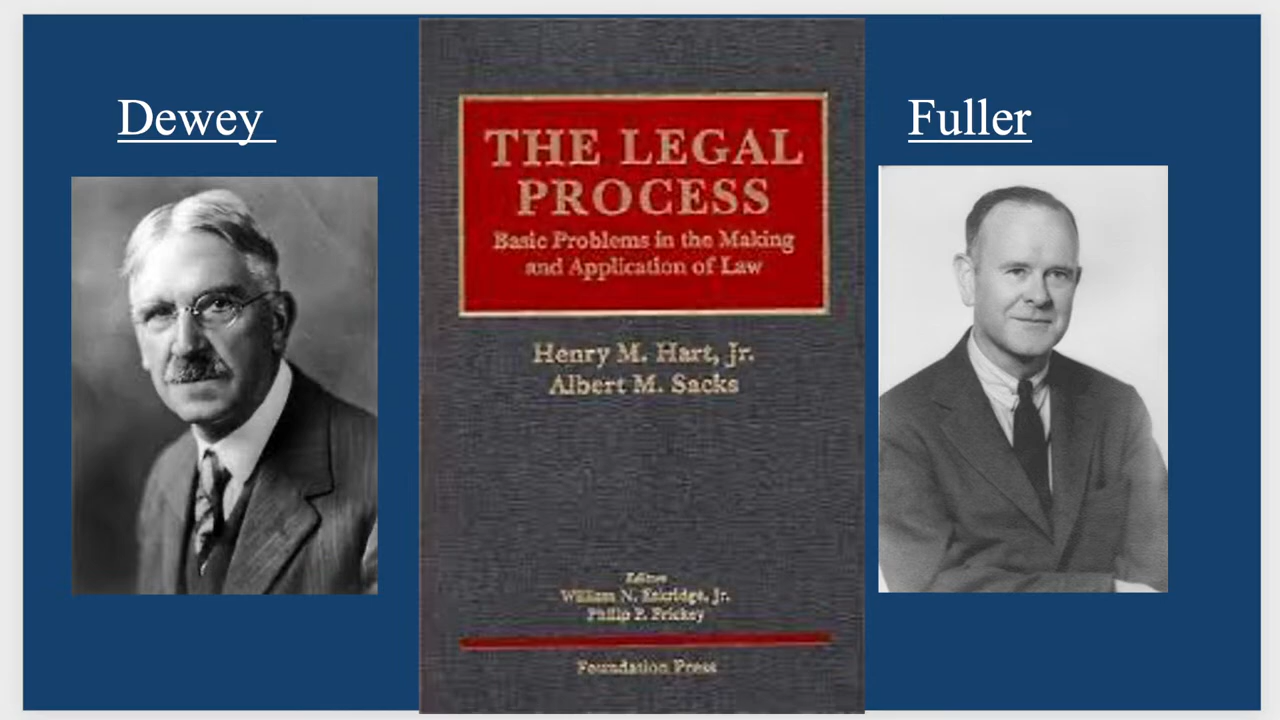 Dewey
THE LEGAL
PROCESS
Basic Problems in the Making
and Application of Law
Henry M. Hart, Jr.
Albert M. Sacks
Editor
William N. Eskridge, Jr.
Philip P. Frickey
Foundation Press
Fuller